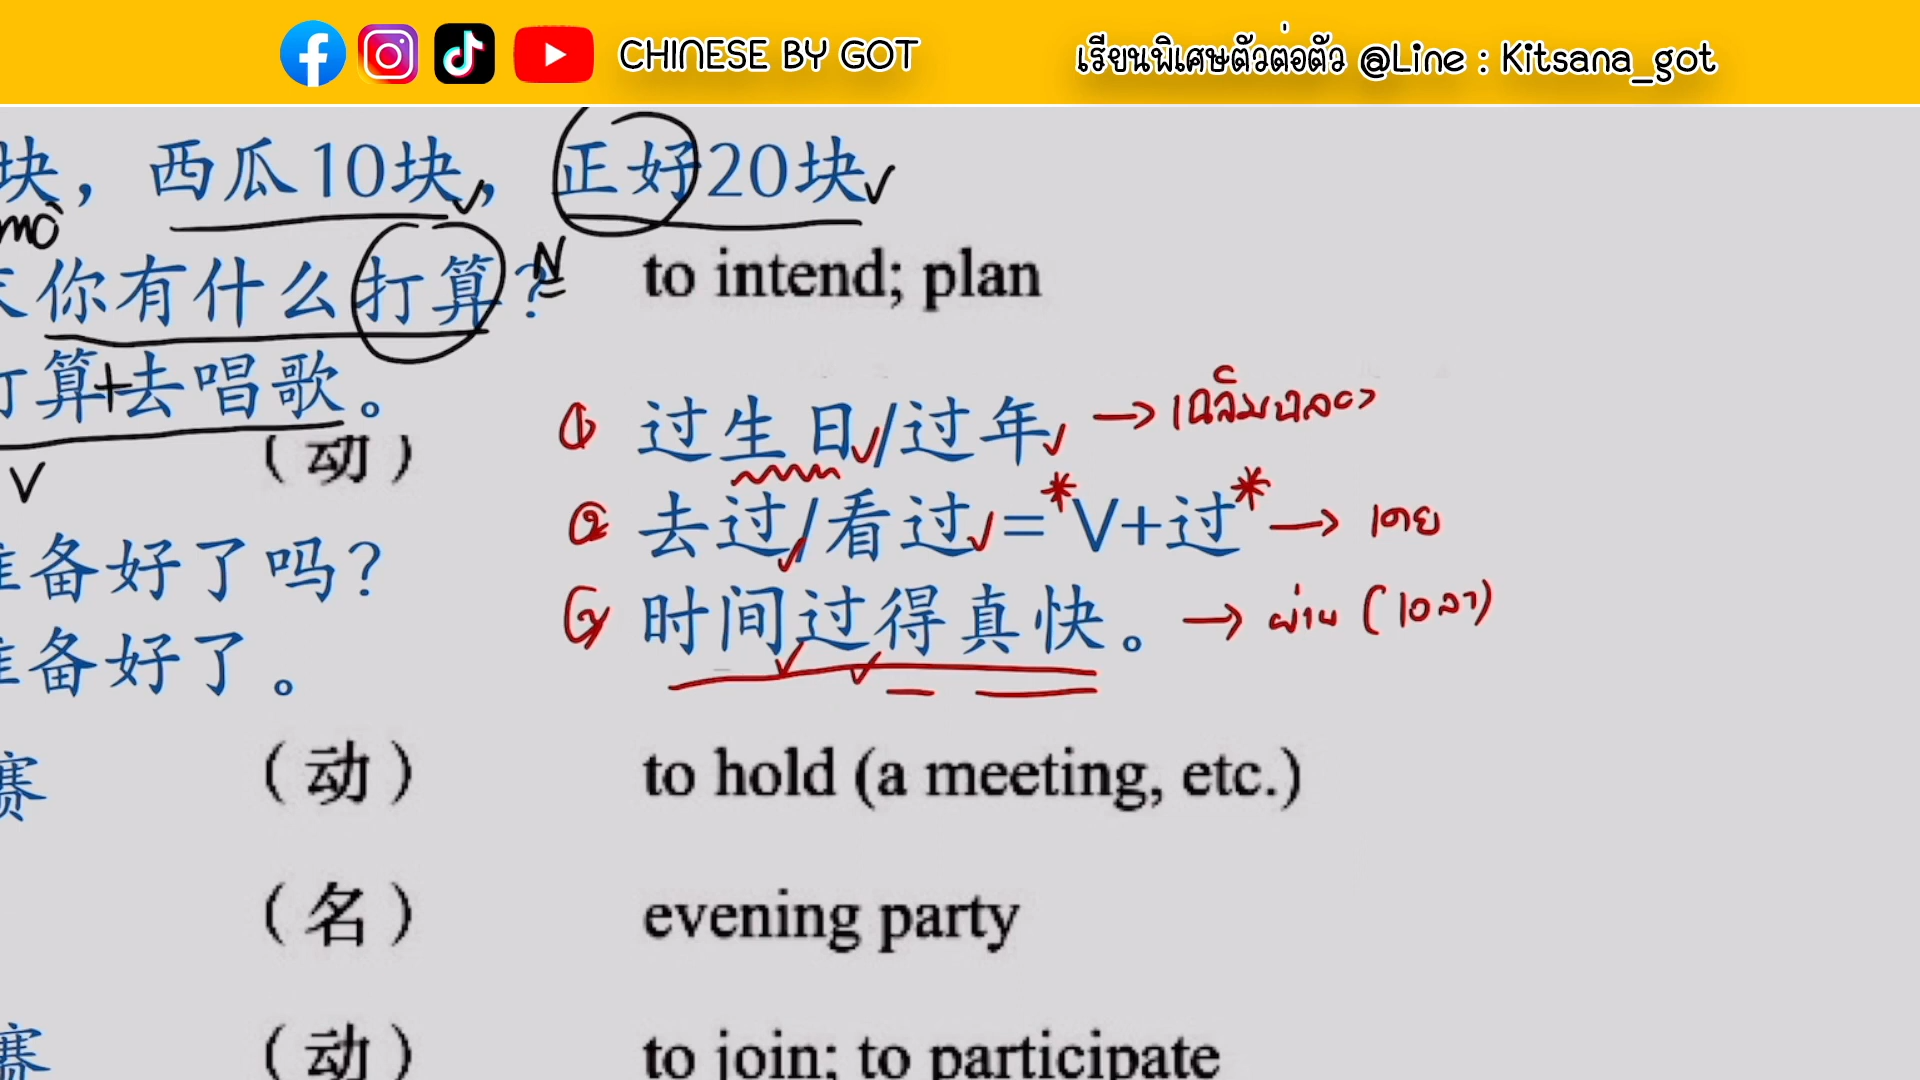 CHINESE BY GOT
เรียนพิเศษตัวต่อตัว @Line : Kitsana_got
块，西瓜10块，正好20块
你有什么打算？ N
to intend; plan
算+去唱歌。
V
（动）
① 过生日/过年 → เฉลิมฉลอง
② 去过/看过=*V+过* → เคย
③ 时间过得真快。 → ผ่าน (เวลา)
准备好了吗？
准备好了。
赛 （动） to hold (a meeting, etc.)
（名） evening party
赛 （动） to join; to participate